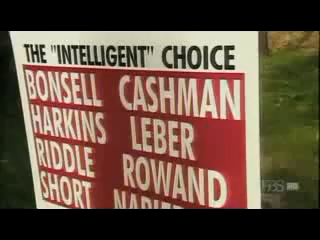 THE "INTELLIGENT" CHOICE
BONSELL CASHMAN
HARKINS LEBER
RIDDLE ROWAND
SHORT